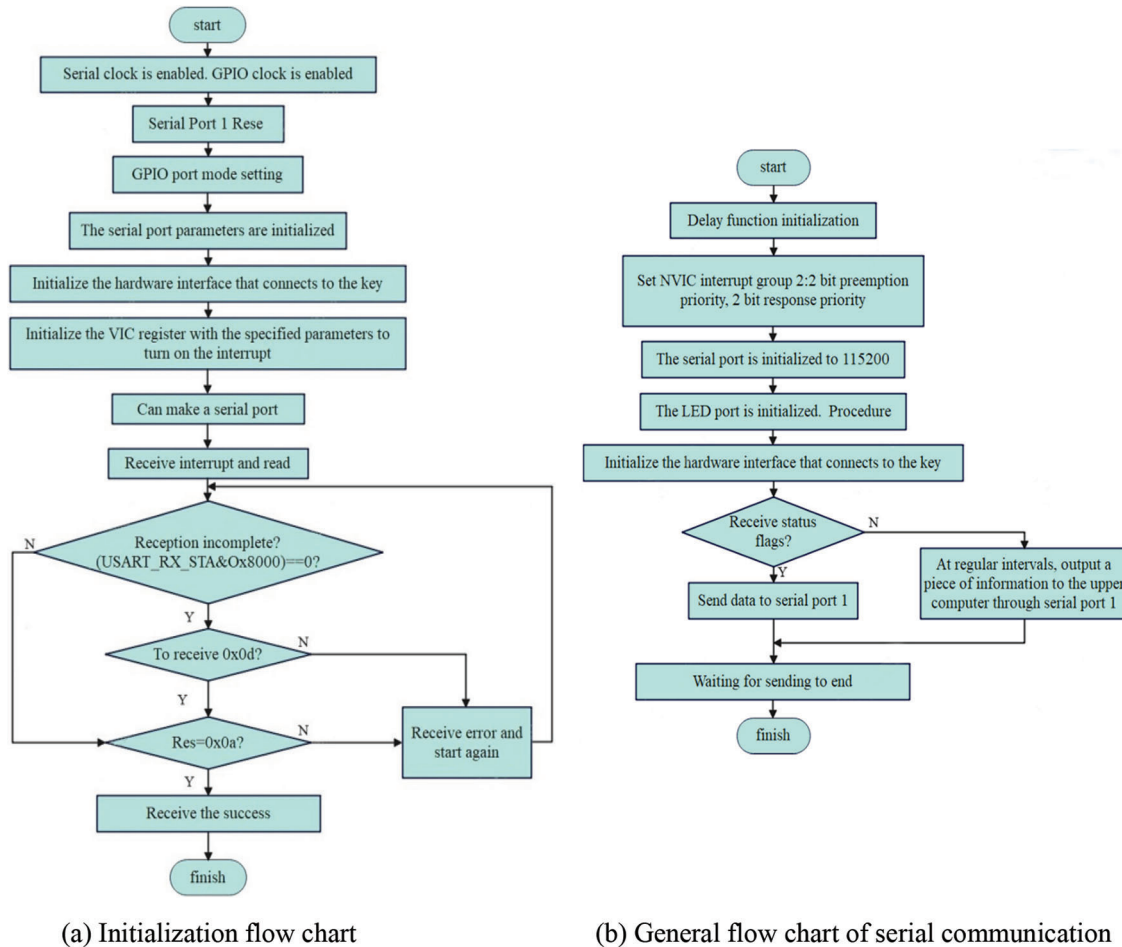 start
Serial clock is enabled. GPIO clock is enabled
Serial Port 1 Rese
GPIO port mode setting
The serial port parameters are initialized
Initialize the hardware interface that connects to the key
Initialize the VIC register with the specified parameters to
turn on the interrupt
Can make a serial port
Receive interrupt and read
N
Reception incomplete?
(USART_RX_STA&Ox8000)==0?
Y
To receive 0x0d?
N
Y
Res=0x0a?
N
Receive error and
start again
Y
Receive the success
finish
(a) Initialization flow chart
start
Delay function initialization
Set NVIC interrupt group 2:2 bit preemption
priority, 2 bit response priority
The serial port is initialized to 115200
The LED port is initialized. Procedure
Initialize the hardware interface that connects to the key
Receive status
flags?
N
Y
Send data to serial port 1
At regular intervals, output a
piece of information to the upper
computer through serial port 1
Waiting for sending to end
finish
(b) General flow chart of serial communication